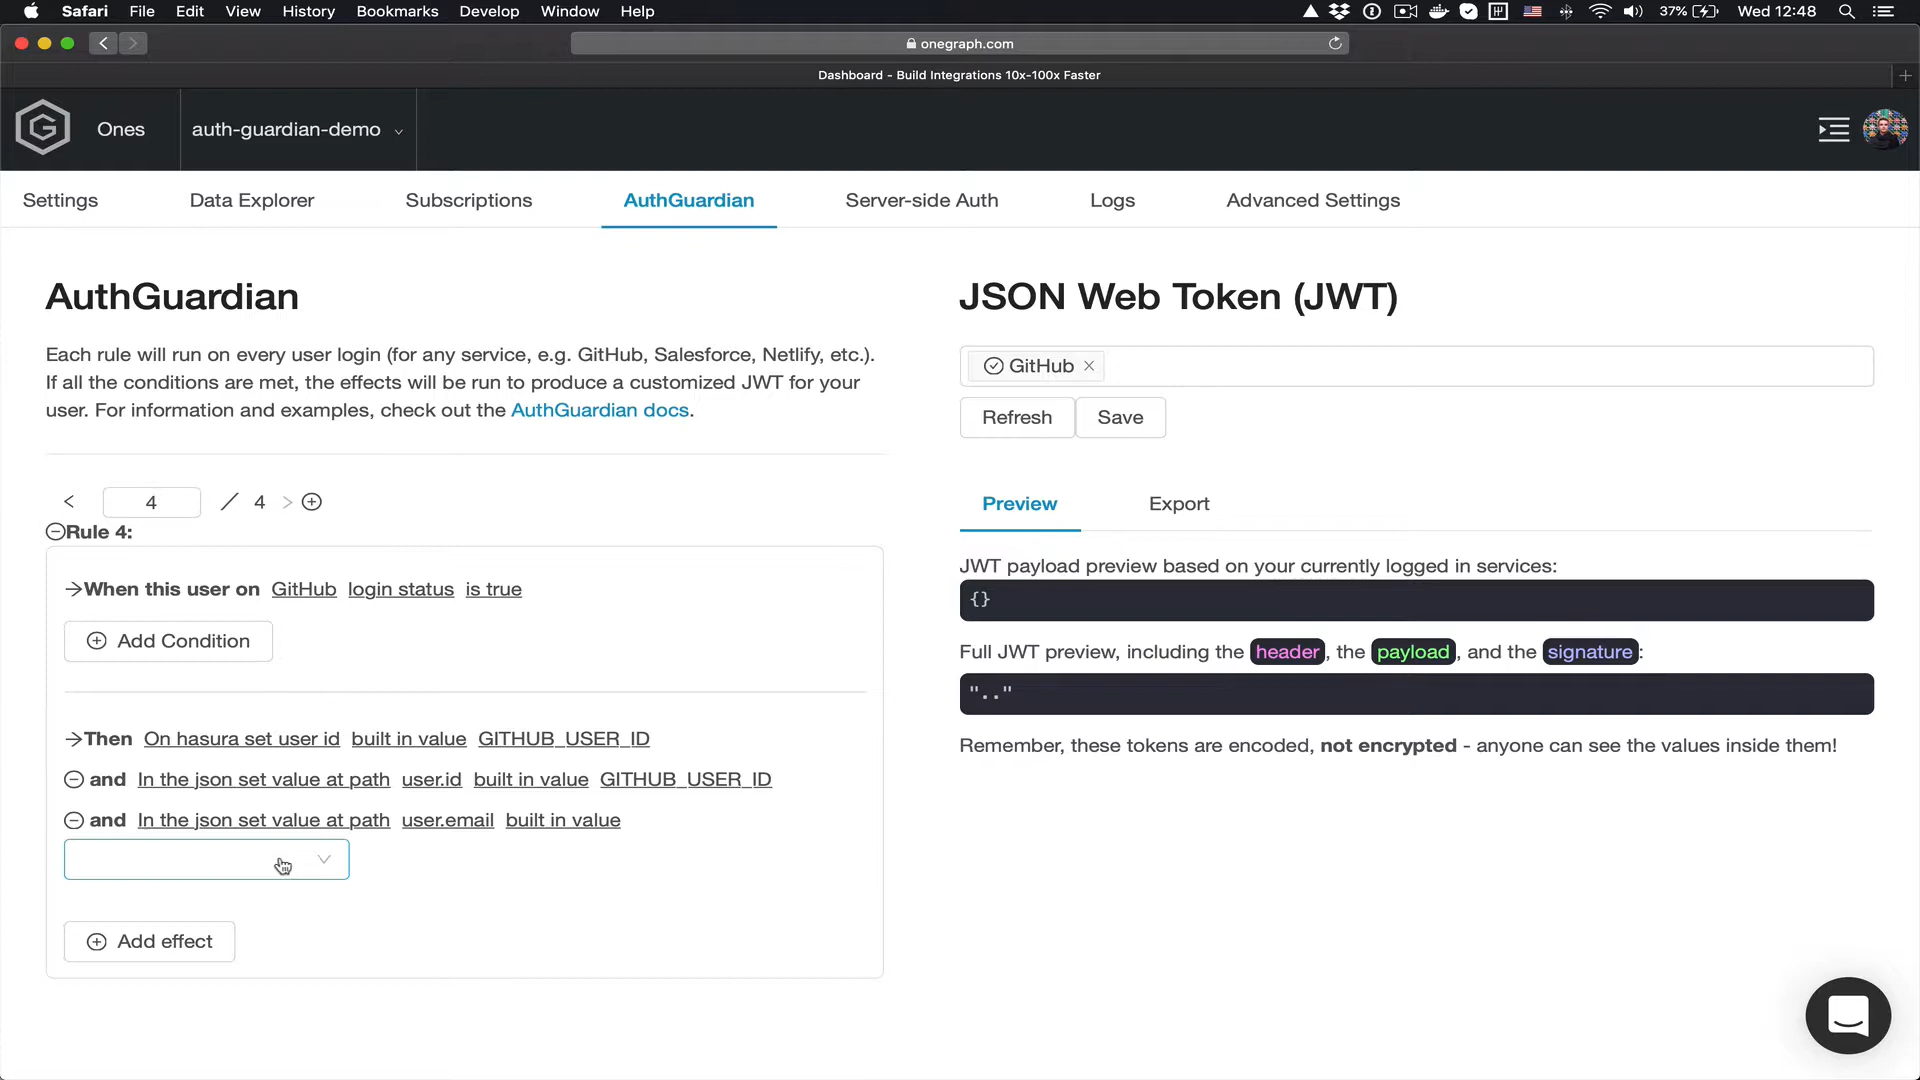 Safari File Edit View History Bookmarks Develop Window Help 37% Wed 12:48
onegraph.com
Dashboard - Build Integrations 10x-100x Faster
Ones auth-guardian-demo
Settings Data Explorer Subscriptions AuthGuardian Server-side Auth Logs Advanced Settings
AuthGuardian
Each rule will run on every user login (for any service, e.g. GitHub, Salesforce, Netlify, etc.).
If all the conditions are met, the effects will be run to produce a customized JWT for your
user. For information and examples, check out the AuthGuardian docs.
< 4 / 4 >
Rule 4:
When this user on GitHub login status is true
Add Condition
Then On hasura set user id built in value GITHUB_USER_ID
and In the json set value at path user.id built in value GITHUB_USER_ID
and In the json set value at path user.email built in value
Add effect
JSON Web Token (JWT)
GitHub ×
Refresh Save
Preview Export
JWT payload preview based on your currently logged in services:
{}
Full JWT preview, including the header, the payload, and the signature:
".."
Remember, these tokens are encoded, not encrypted - anyone can see the values inside them!